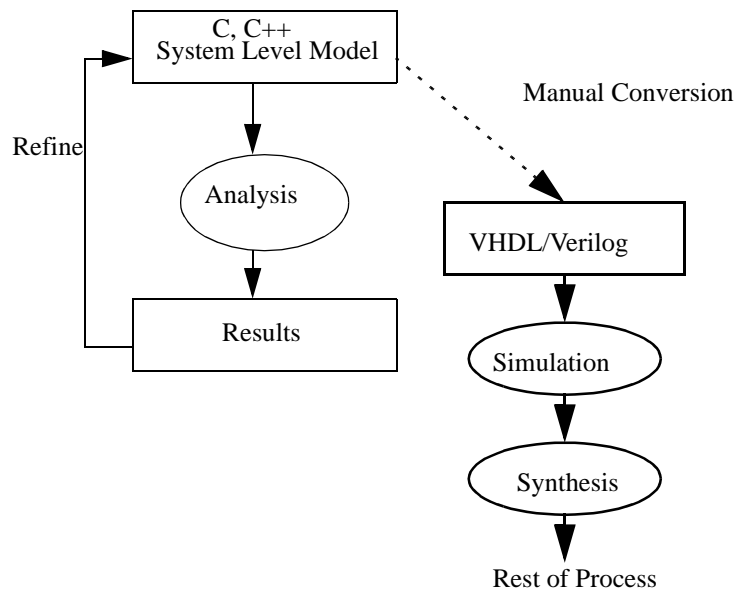 C, C++
System Level Model
Manual Conversion
Refine
Analysis
VHDL/Verilog
Results
Simulation
Synthesis
Rest of Process